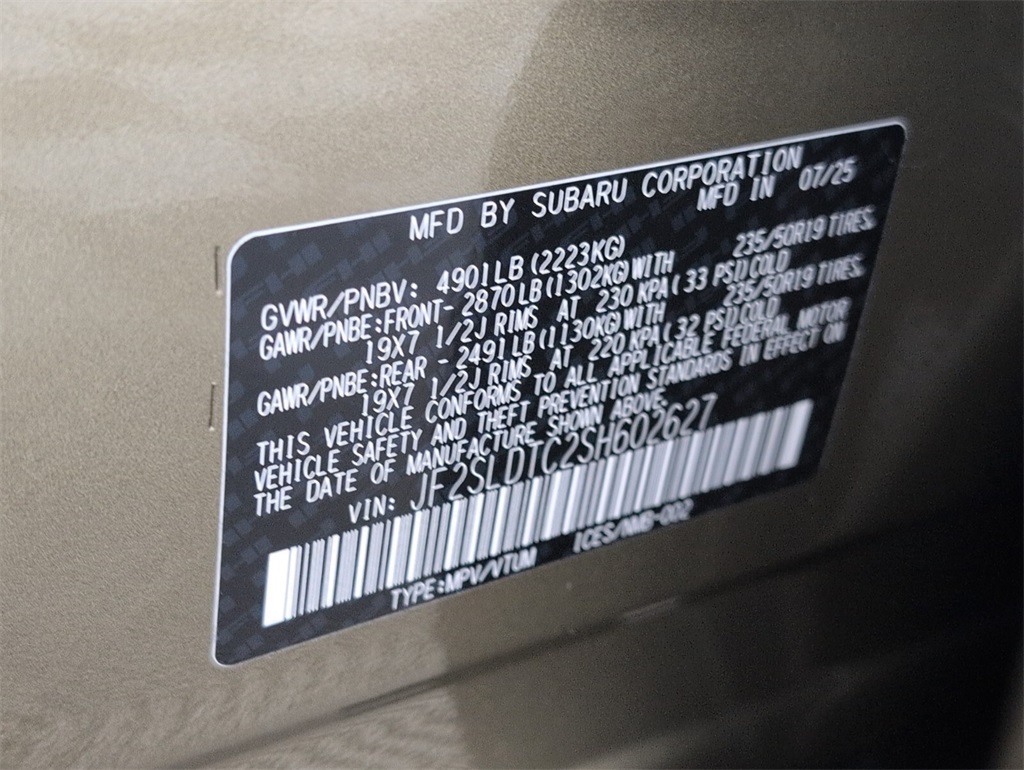 MFD BY SUBARU CORPORATION
MFD IN 07/25
GVWR/PNBV: 4901LB(2223KG)
GAWR/PNBE:FRONT- 2870LB(1302KG)WITH 235/50R19 TIRES,
19X7 1/2J RIMS AT 230 KPA(33 PSI)COLD
GAWR/PNBE:REAR - 2491LB(1130KG)WITH 235/50R19 TIRES,
19X7 1/2J RIMS AT 220 KPA(32 PSI)COLD
THIS VEHICLE CONFORMS TO ALL APPLICABLE FEDERAL MOTOR
VEHICLE SAFETY AND THEFT PREVENTION STANDARDS IN EFFECT ON
THE DATE OF MANUFACTURE SHOWN ABOVE.
VIN: JF2SLDTC2SH602627
TYPE:MPV/VTUM ICES/NMB-002